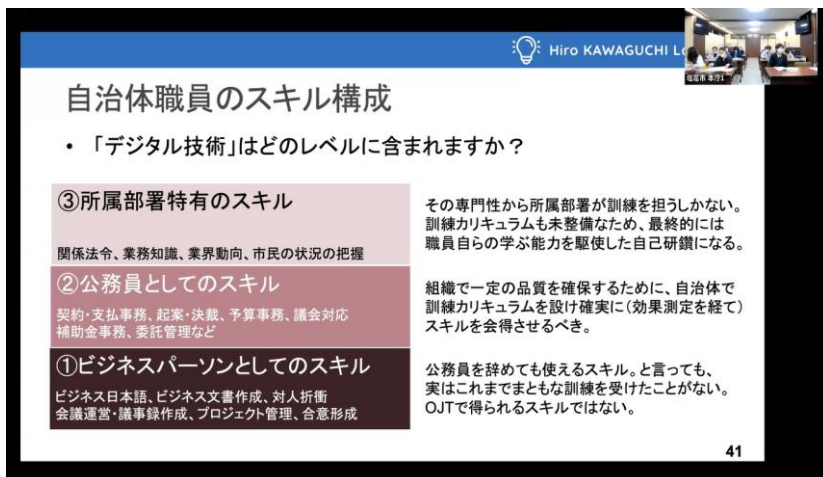 Hiro KAWAGUCHI L
塩尻市 本庁1
自治体職員のスキル構成
• 「デジタル技術」はどのレベルに含まれますか？
③所属部署特有のスキル
関係法令、業務知識、業界動向、市民の状況の把握
その専門性から所属部署が訓練を担うしかない。
訓練カリキュラムも未整備なため、最終的には
職員自らの学ぶ能力を駆使した自己研鑽になる。
②公務員としてのスキル
契約・支払事務、起案・決裁、予算事務、議会対応
補助金事務、委託管理など
組織で一定の品質を確保するために、自治体で
訓練カリキュラムを設け確実に（効果測定を経て）
スキルを会得させるべき。
①ビジネスパーソンとしてのスキル
ビジネス日本語、ビジネス文書作成、対人折衝
会議運営・議事録作成、プロジェクト管理、合意形成
公務員を辞めても使えるスキル。と言っても、
実はこれまでまともな訓練を受けたことがない。
OJTで得られるスキルではない。
41